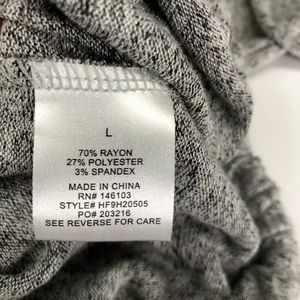 L
70% RAYON
27% POLYESTER
3% SPANDEX
MADE IN CHINA
RN# 146103
STYLE# HF9H20505
PO# 203216
SEE REVERSE FOR CARE